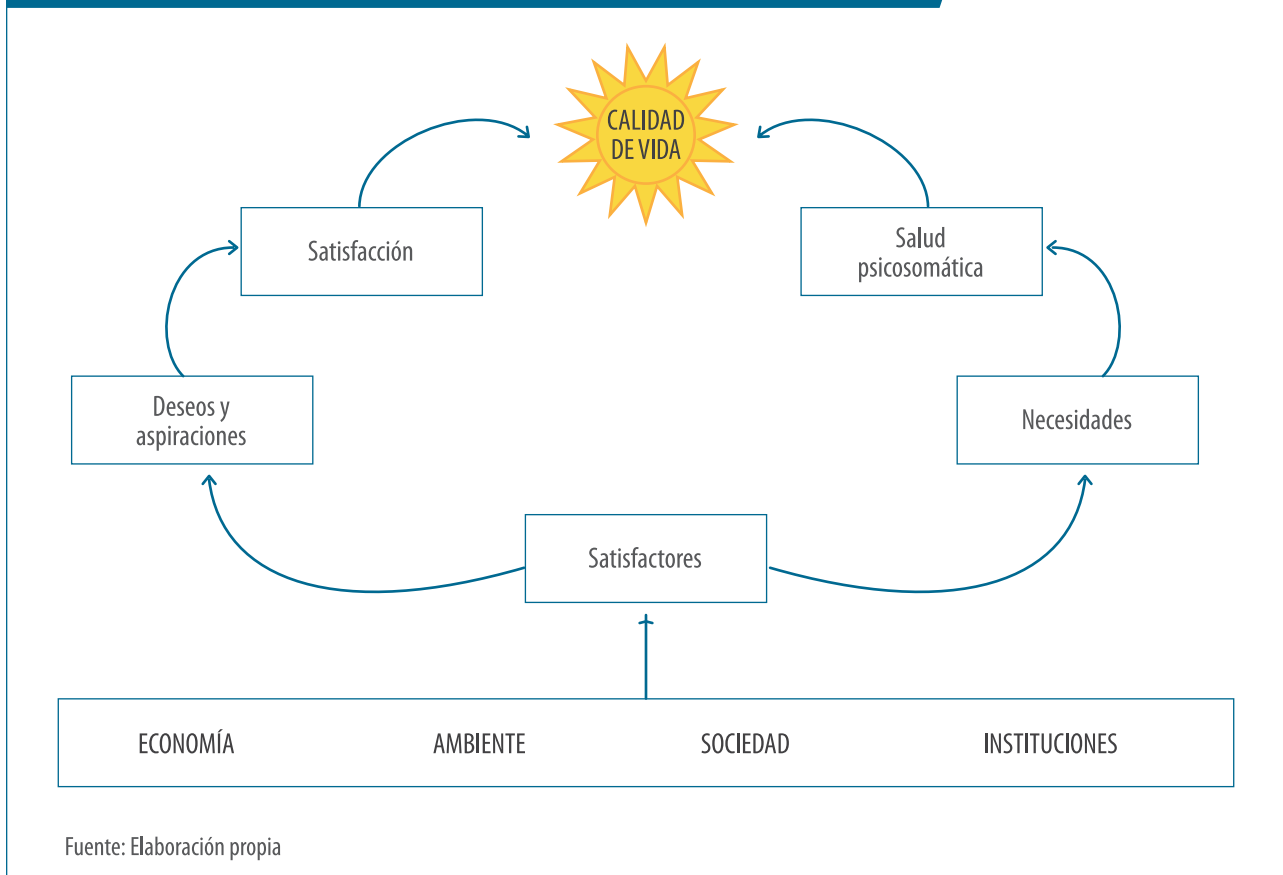 CALIDAD
DE VIDA
Satisfacción
Salud
psicosomática
Deseos y
aspiraciones
Necesidades
Satisfactores
ECONOMÍA AMBIENTE SOCIEDAD INSTITUCIONES
Fuente: Elaboración propia